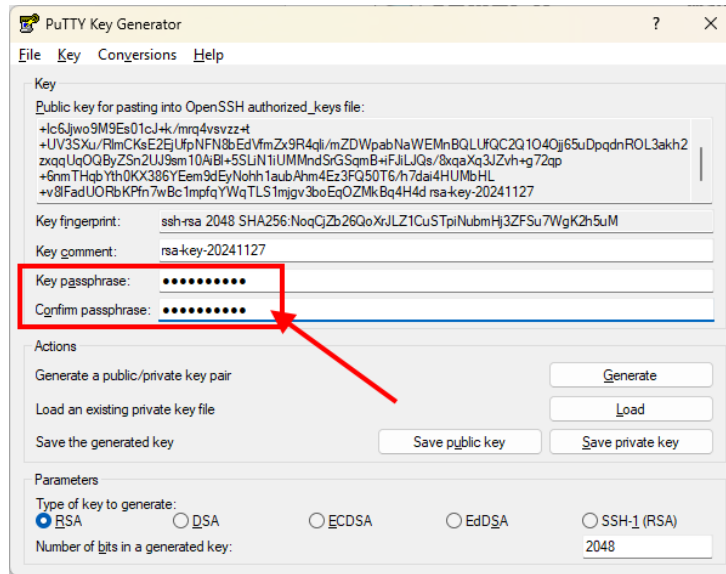 PuTTY Key Generator
File Key Conversions Help
Key
Public key for pasting into OpenSSH authorized_keys file:
+lc6Jjwo9M9Es01cJ+k/mrq4vsvzz+t
+UV3SXu/RlmCKsE2EjUfpNFN8bEdVfmZx9R4qli/mZDWpabNaWEMnBQLUfQC2Q1O4Ojj65uDpqdnROL3akh2
zxqqUqOQByZSn2UJ9sm10AiBl+5SLiN1iUMMndSrGSqmB+iFJiLJQs/8xqaXq3JZvh+g72qp
+6nmTHqbYth0KX386YEem9dEyNohh1aubAhm4Ez3FQ50T6/h7dai4HUMbHL
+v8lFadUORbKPfn7wBc1mpfqYWqTLS1mjgv3boEqOZMkBq4H4d rsa-key-20241127
Key fingerprint: ssh-rsa 2048 SHA256:NoqCjZb26QoXrJLZ1CuSTpiNubmHj3ZFSu7WgK2h5uM
Key comment: rsa-key-20241127
Key passphrase: ●●●●●●●●●●
Confirm passphrase: ●●●●●●●●●●
Actions
Generate a public/private key pair Generate
Load an existing private key file Load
Save the generated key Save public key Save private key
Parameters
Type of key to generate:
RSA DSA ECDSA EdDSA SSH-1 (RSA)
Number of bits in a generated key: 2048